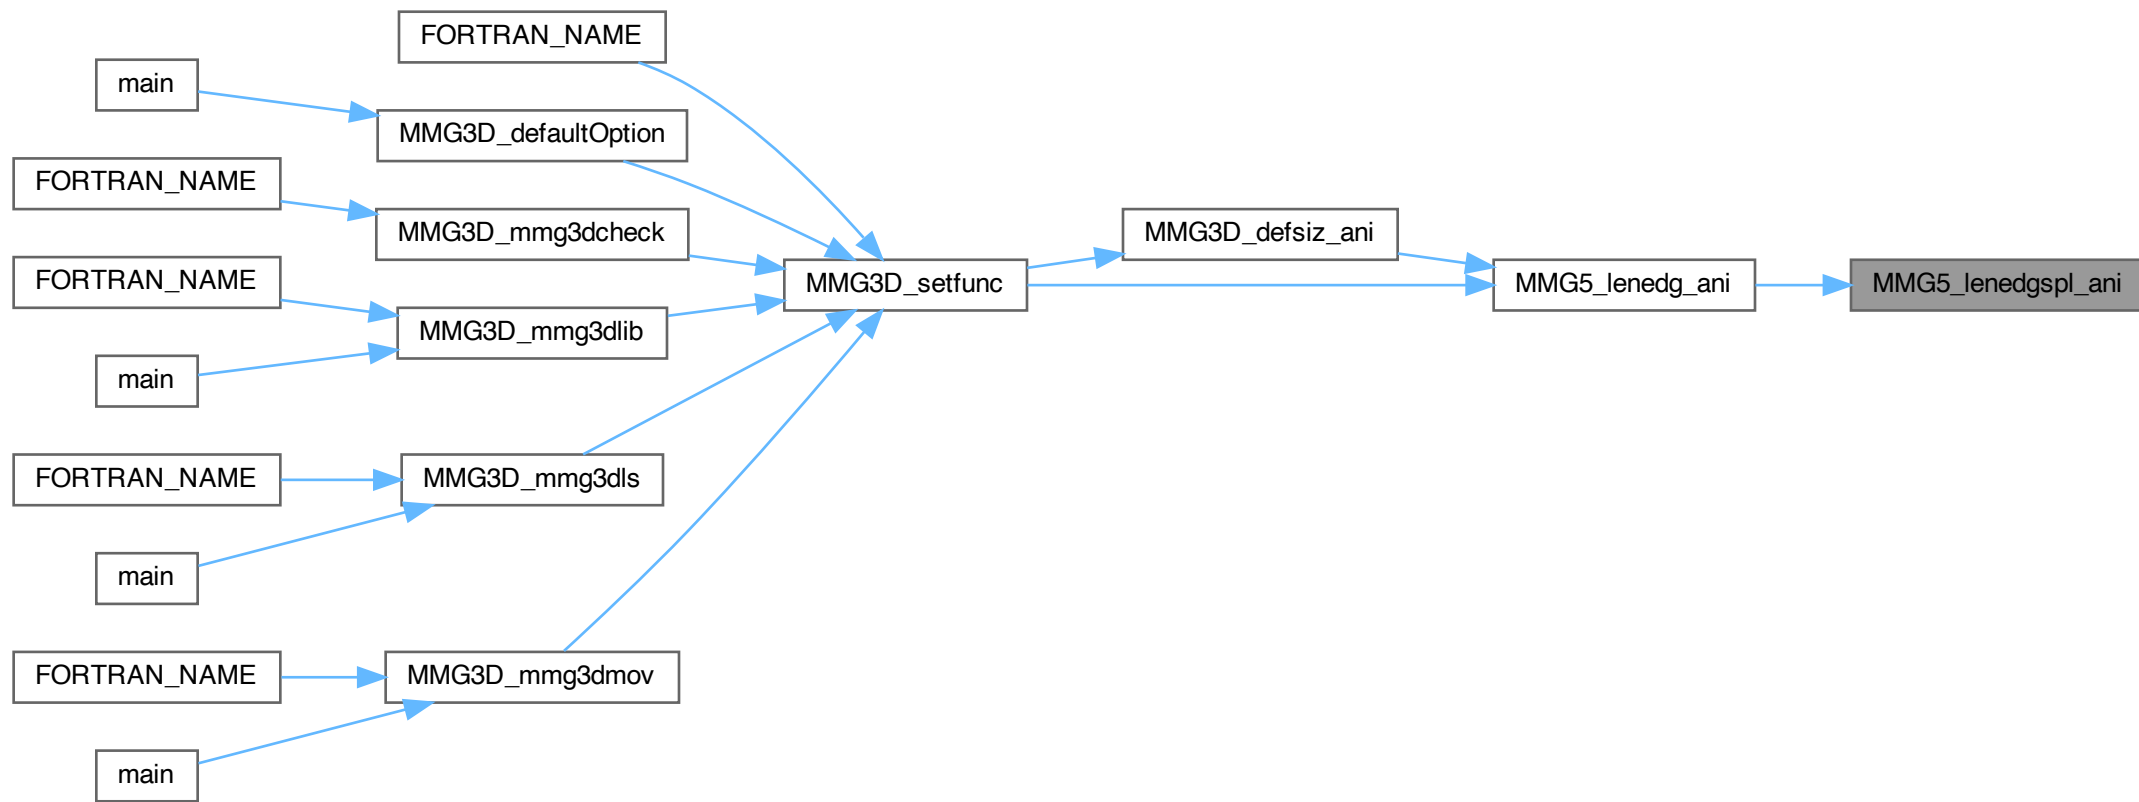 FORTRAN_NAME
main
MMG3D_defaultOption
FORTRAN_NAME
MMG3D_mmg3dcheck
MMG3D_defsiz_ani
FORTRAN_NAME
MMG3D_setfunc
MMG5_lenedg_ani
MMG5_lenedgspl_ani
MMG3D_mmg3dlib
main
FORTRAN_NAME
MMG3D_mmg3dls
main
FORTRAN_NAME
MMG3D_mmg3dmov
main